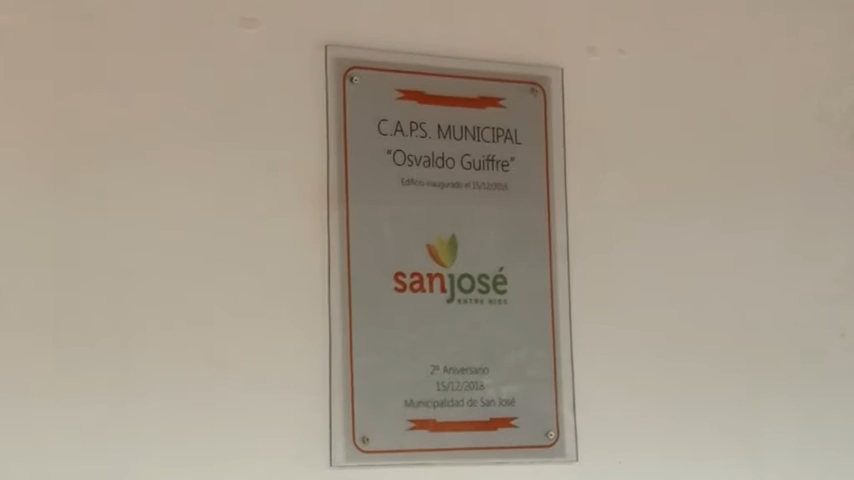 C.A.P.S. MUNICIPAL
"Osvaldo Guiffre"
Edificio inaugurado el 15/12/2016
sanjosé
ENTRE RIOS
2º Aniversario
15/12/2018
Municipalidad de San José